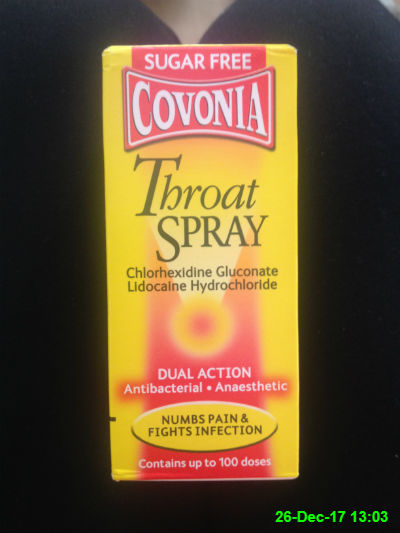 SUGAR FREE
COVONIA
Throat
SPRAY
Chlorhexidine Gluconate
Lidocaine Hydrochloride
DUAL ACTION
Antibacterial • Anaesthetic
NUMBS PAIN &
FIGHTS INFECTION
Contains up to 100 doses
26-Dec-17 13:03